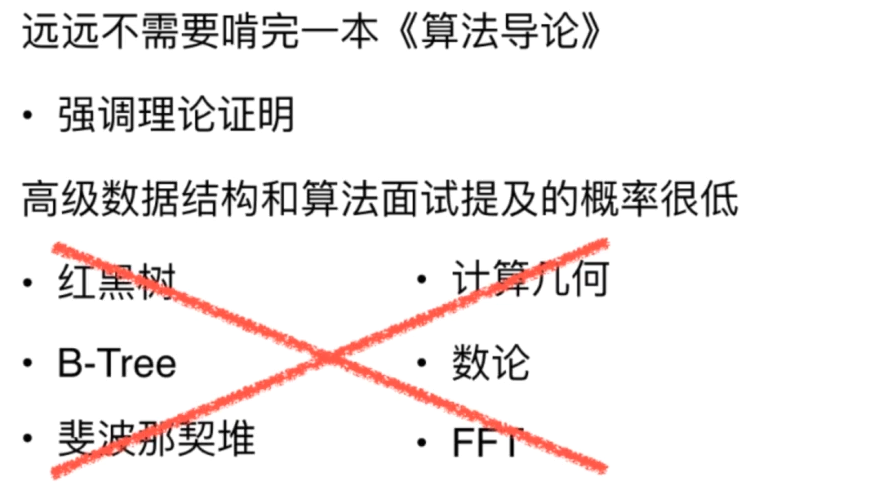 远远不需要啃完一本《算法导论》
• 强调理论证明
高级数据结构和算法面试提及的概率很低
• 红黑树
• 计算几何
• B-Tree
• 数论
• 斐波那契堆
• FFT